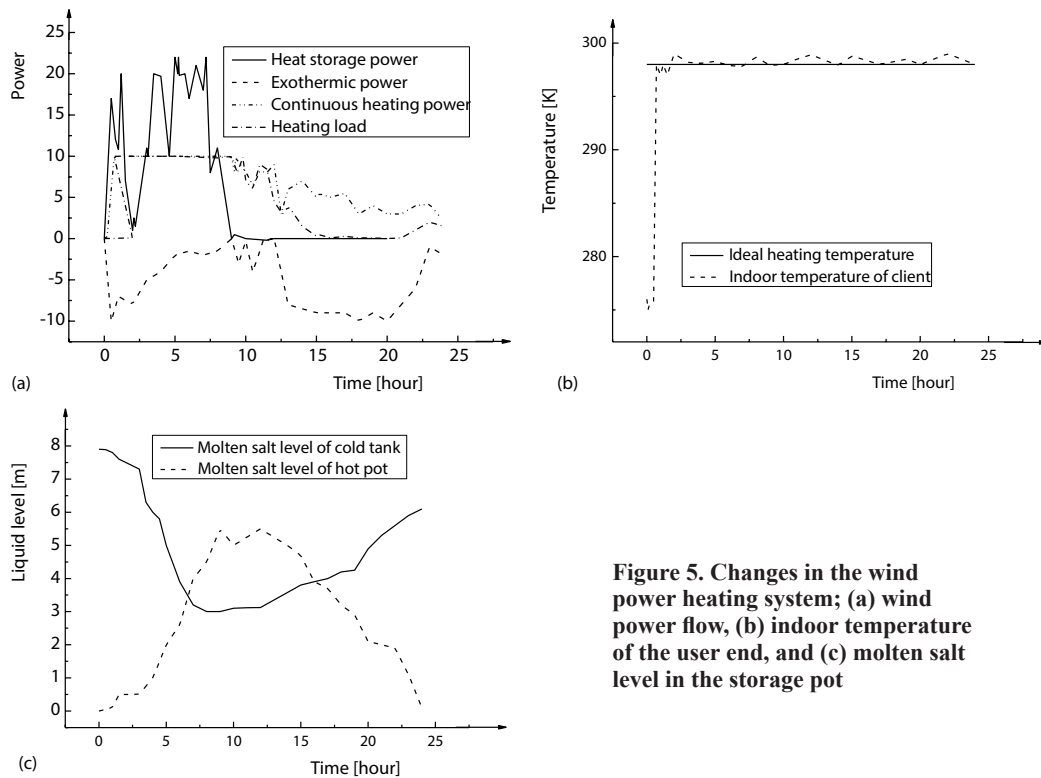 Power
25
20
15
10
5
0
-5
-10
Heat storage power
Exothermic power
Continuous heating power
Heating load
0 5 10 15 20 25
Time [hour]
(a)
Temperature [K]
300
290
280
Ideal heating temperature
Indoor temperature of client
0 5 10 15 20 25
Time [hour]
(b)
Liquid level [m]
8
7
6
5
4
3
2
1
0
Molten salt level of cold tank
Molten salt level of hot pot
0 5 10 15 20 25
Time [hour]
(c)
Figure 5. Changes in the wind
power heating system; (a) wind
power flow, (b) indoor temperature
of the user end, and (c) molten salt
level in the storage pot